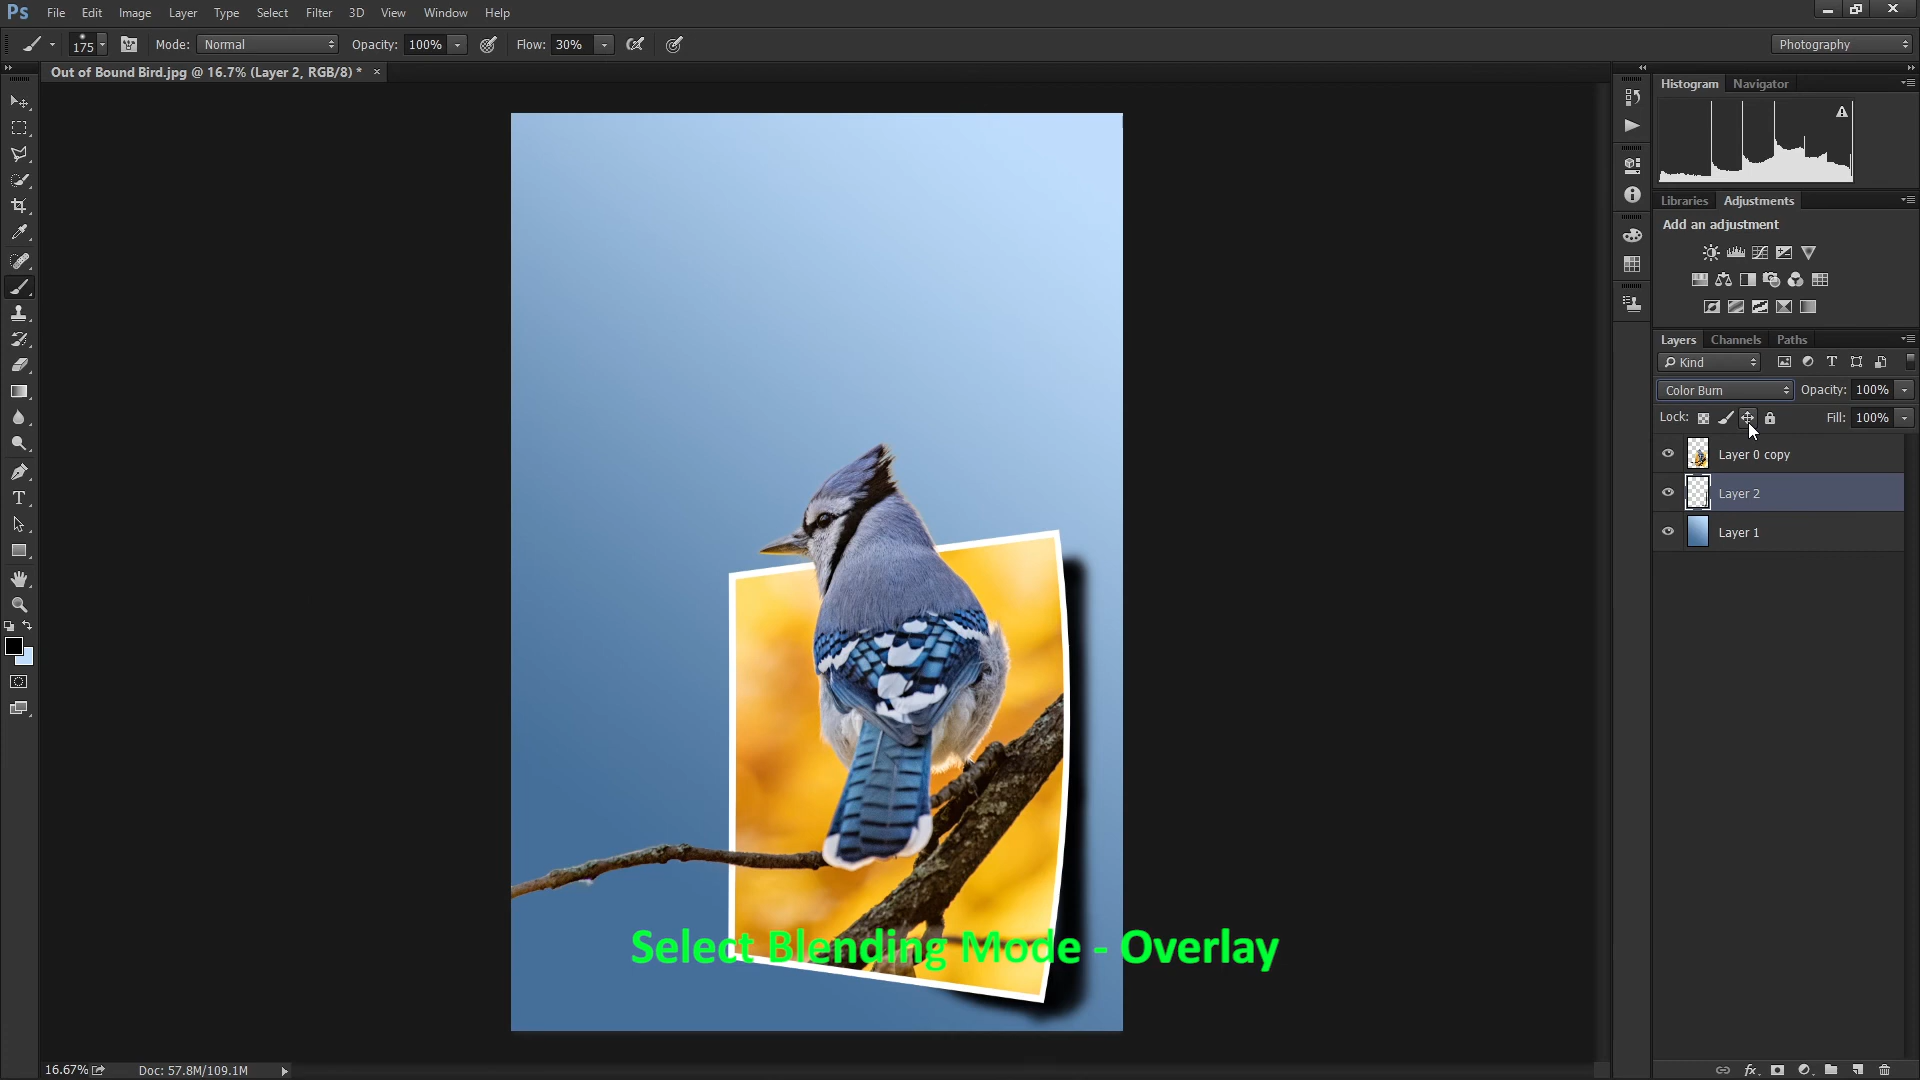 Ps File Edit Image Layer Type Select Filter 3D View Window Help
175 Mode: Normal Opacity: 100% Flow: 30% Photography
Out of Bound Bird.jpg @ 16.7% (Layer 2, RGB/8) * ×
Histogram Navigator
Libraries Adjustments
Add an adjustment
Layers Channels Paths
Kind
Color Burn Opacity: 100%
Lock: Fill: 100%
Layer 0 copy
Layer 2
Layer 1
Select Blending Mode - Overlay
16.67% Doc: 57.8M/109.1M